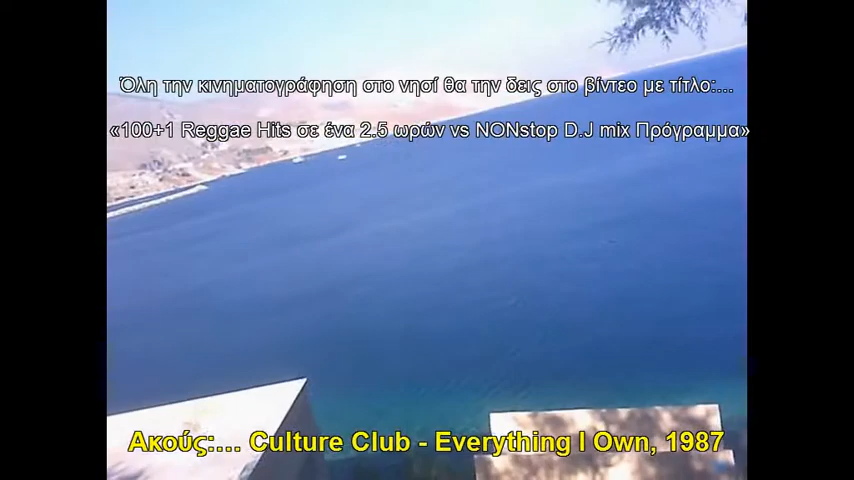 Όλη την κινηματογράφηση στο νησί θα την δεις στο βίντεο με τίτλο:...
«100+1 Reggae Hits σε ένα 2.5 ωρών vs NONstop D.J mix Πρόγραμμα»
Ακούς:... Culture Club - Everything I Own, 1987